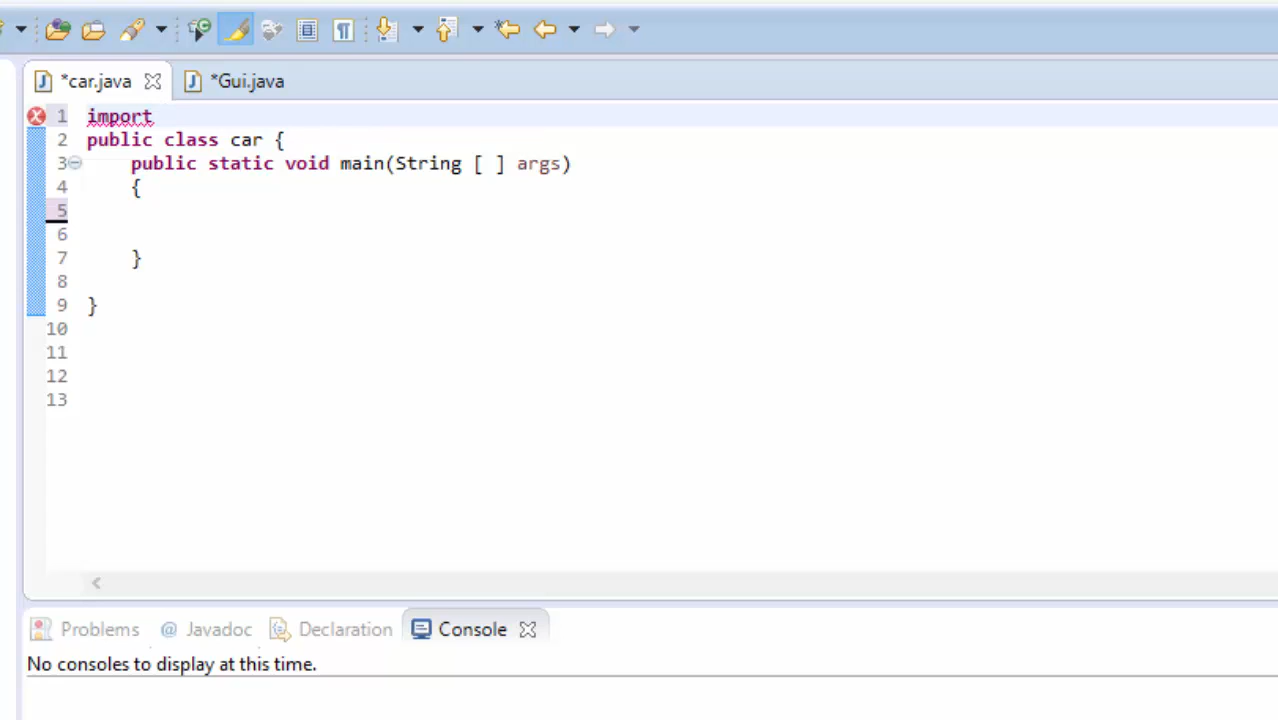 *car.java *Gui.java
1 import
2 public class car {
3 public static void main(String [ ] args)
4 {
5
6
7 }
8
9 }
10
11
12
13
Problems @ Javadoc Declaration Console
No consoles to display at this time.